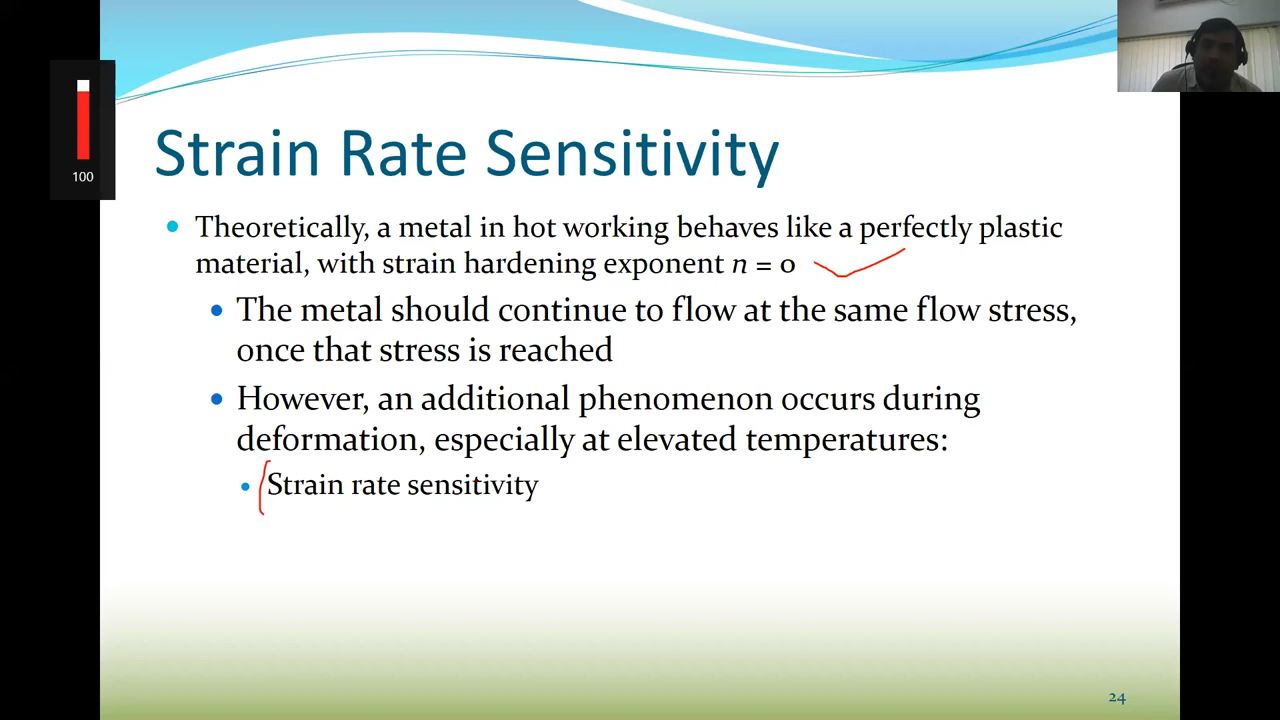 100
Strain Rate Sensitivity
• Theoretically, a metal in hot working behaves like a perfectly plastic
material, with strain hardening exponent n = 0
• The metal should continue to flow at the same flow stress,
once that stress is reached
• However, an additional phenomenon occurs during
deformation, especially at elevated temperatures:
• Strain rate sensitivity
24